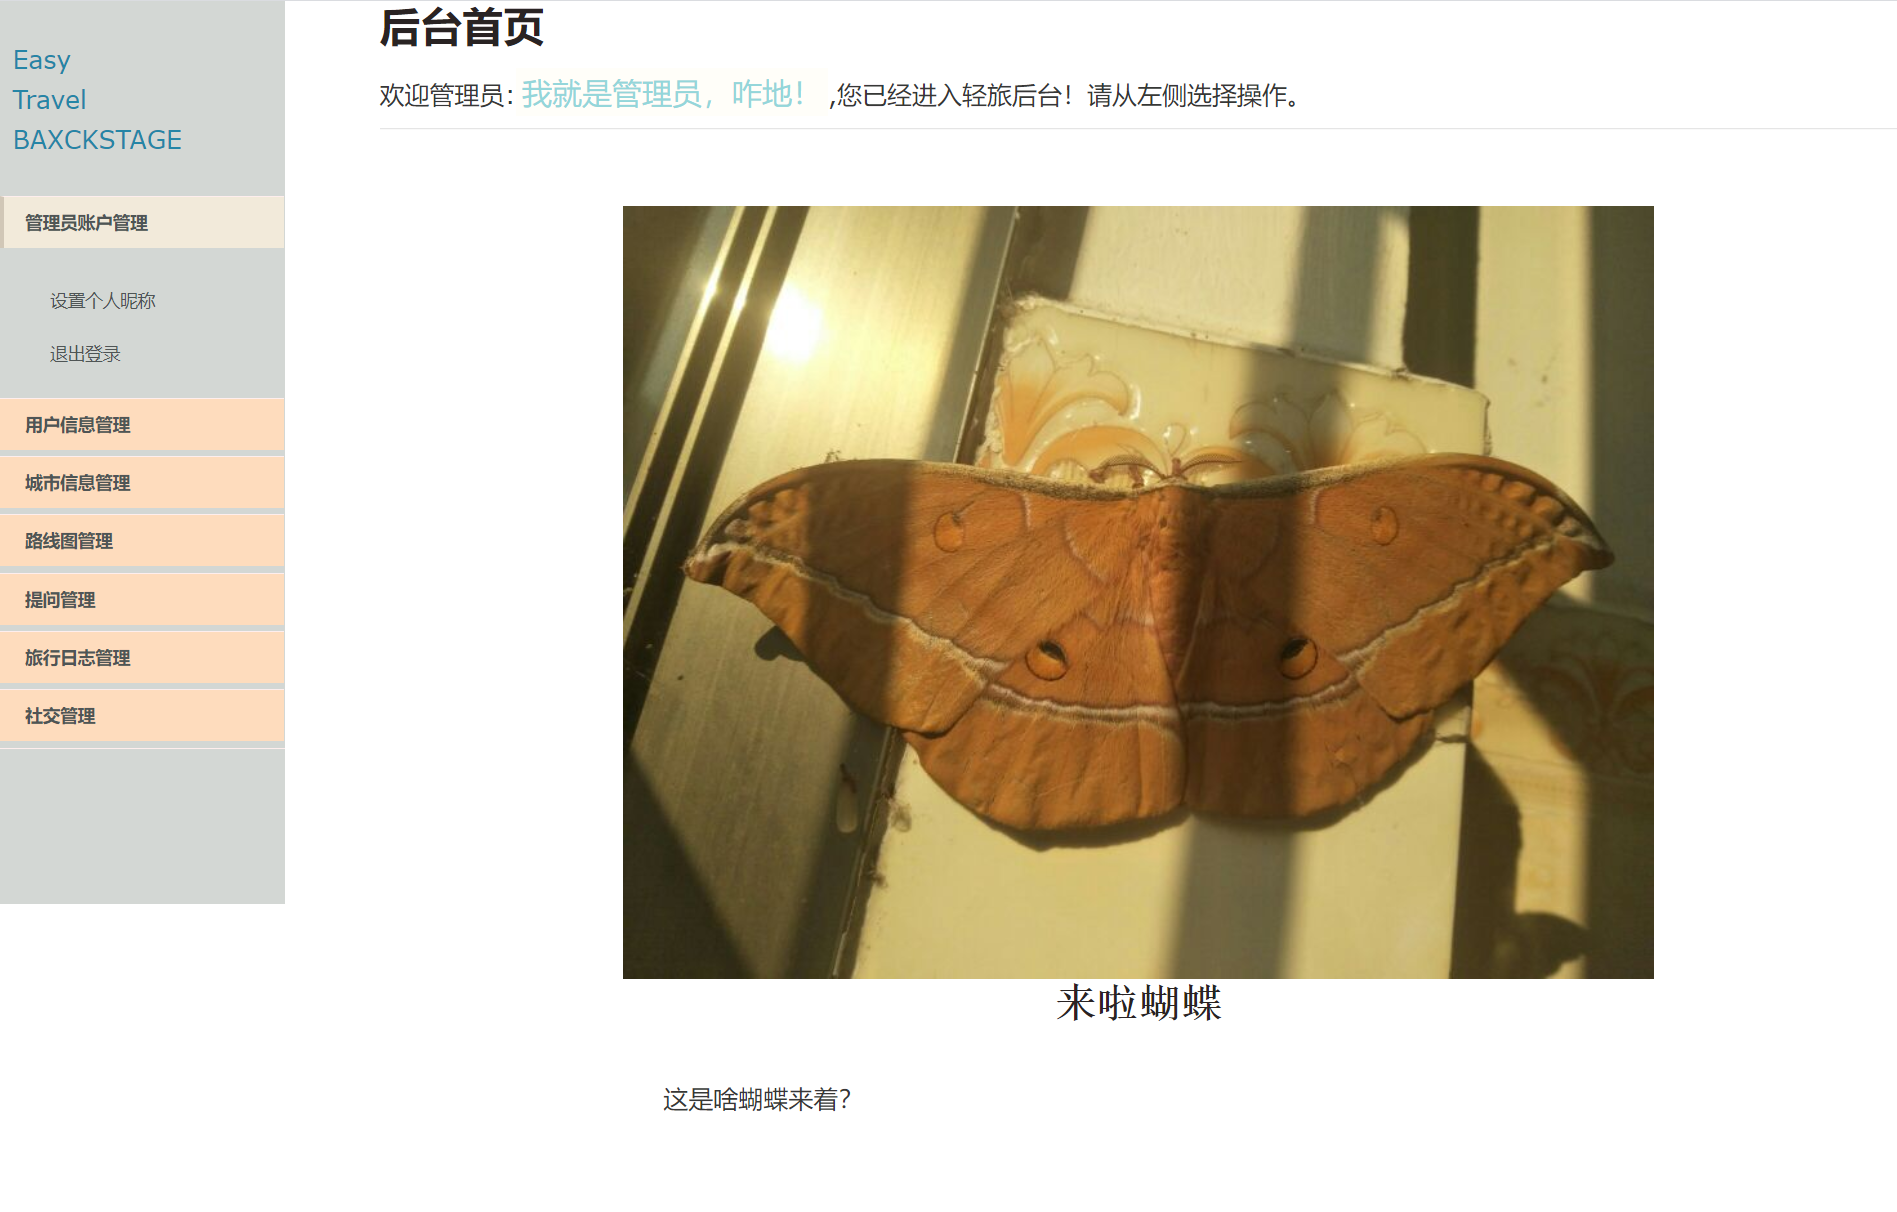 Easy
Travel
BAXCKSTAGE
管理员账户管理
设置个人昵称
退出登录
用户信息管理
城市信息管理
路线图管理
提问管理
旅行日志管理
社交管理
后台首页
欢迎管理员：我就是管理员，咋地！,您已经进入轻旅后台！请从左侧选择操作。
来啦蝴蝶
这是啥蝴蝶来着？